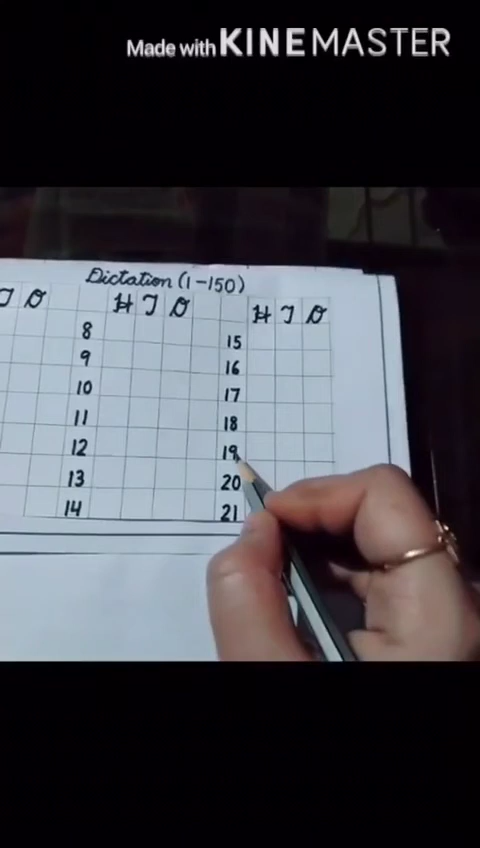 Made with KINEMASTER
Dictation (1-150)
T O H T O H T O
8 15
9 16
10 17
11 18
12 19
13 20
14 21